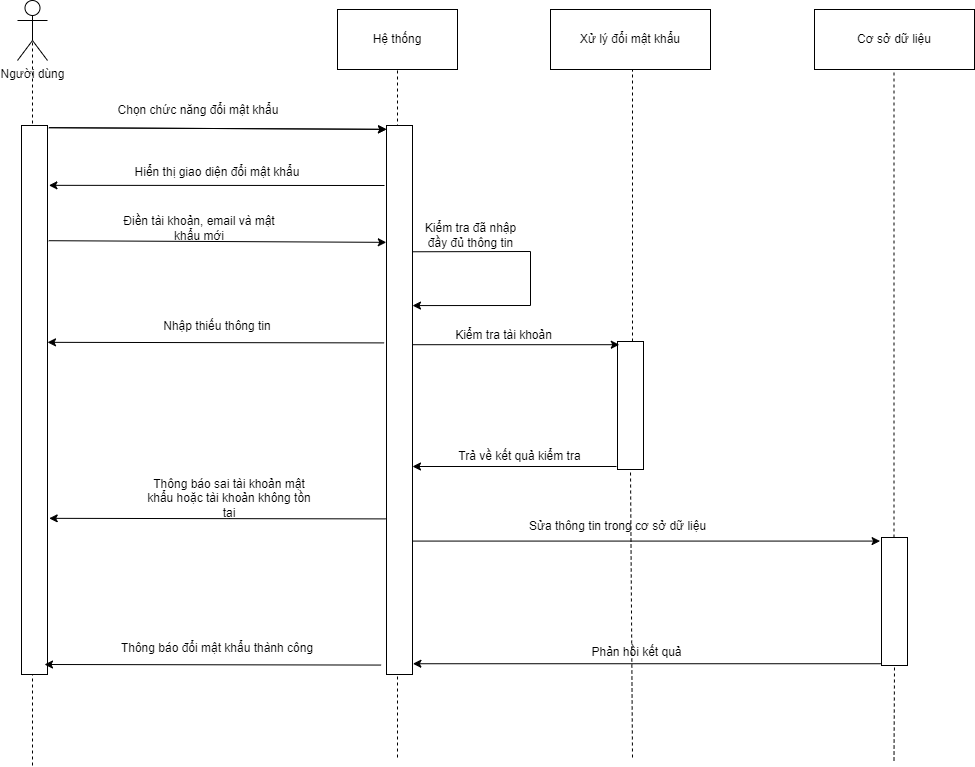 Người dùng
Hệ thống
Xử lý đổi mật khẩu
Cơ sở dữ liệu
Chọn chức năng đổi mật khẩu
Hiển thị giao diện đổi mật khẩu
Điền tài khoản, email và mật
khẩu mới
Kiểm tra đã nhập
đầy đủ thông tin
Nhập thiếu thông tin
Kiểm tra tài khoản
Trả về kết quả kiểm tra
Thông báo sai tài khoản mật
khẩu hoặc tài khoản không tồn
tai
Sửa thông tin trong cơ sở dữ liệu
Thông báo đổi mật khẩu thành công
Phản hồi kết quả